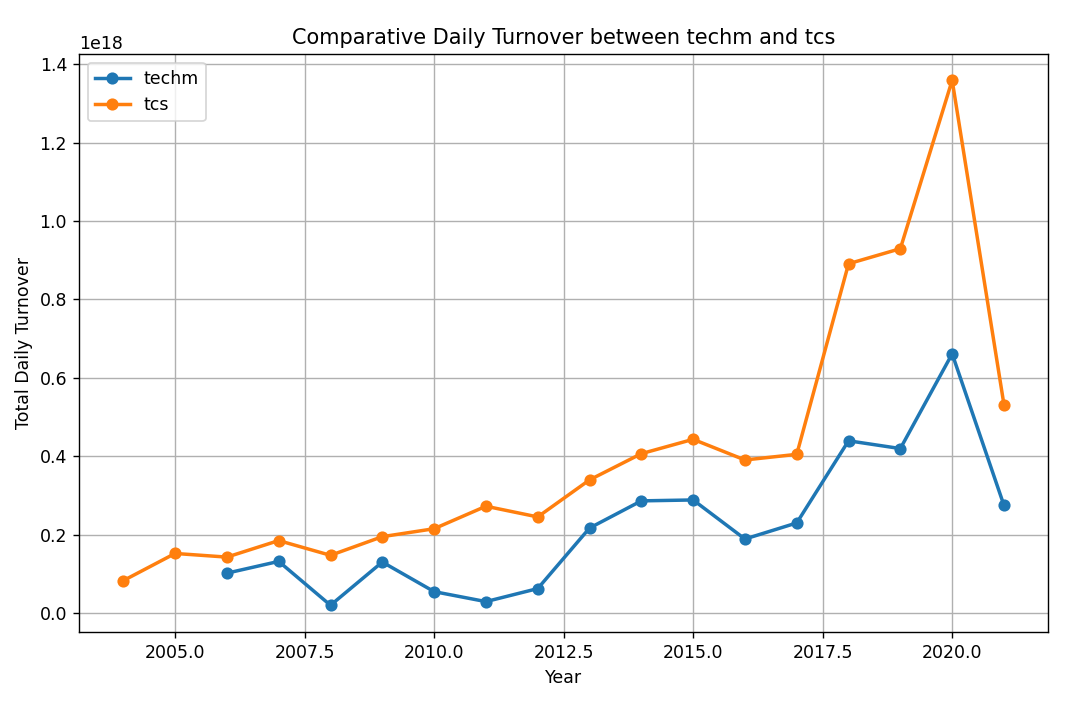 Comparative Daily Turnover between techm and tcs
1e18
techm
tcs
1.4
1.2
1.0
0.8
0.6
0.4
0.2
0.0
Total Daily Turnover
2005.0 2007.5 2010.0 2012.5 2015.0 2017.5 2020.0
Year